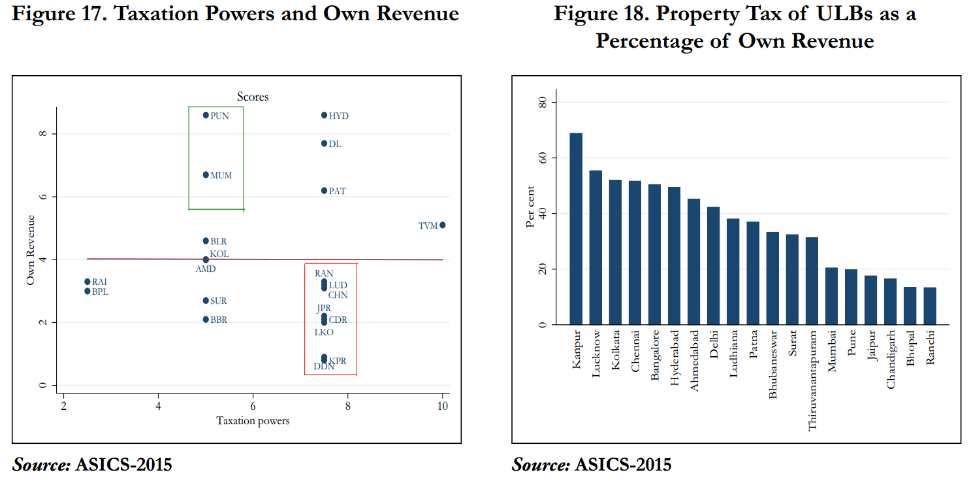 Figure 17. Taxation Powers and Own Revenue
Scores
Own Revenue
8
6
4
2
0
PUN
HYD
DL
MUM
PAT
TVM
BLR
KOL
AMD
RAI
BPL
RAN
LUD
CHN
SUR
JPR
BBR
CDR
LKO
KPR
DDN
2
4
6
8
10
Taxation powers
Source: ASICS-2015
Figure 18. Property Tax of ULBs as a
Percentage of Own Revenue
Per cent
80
60
40
20
0
Kanpur
Lucknow
Kolkata
Chennai
Bangalore
Hyderabad
Ahmedabad
Delhi
Ludhiana
Patna
Bhubaneswar
Surat
Thiruvanantapuram
Mumbai
Pune
Jaipur
Chandigarh
Bhopal
Ranchi
Source: ASICS-2015